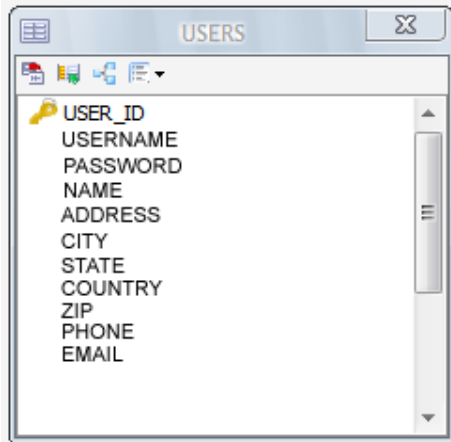 USERS
USER_ID
USERNAME
PASSWORD
NAME
ADDRESS
CITY
STATE
COUNTRY
ZIP
PHONE
EMAIL